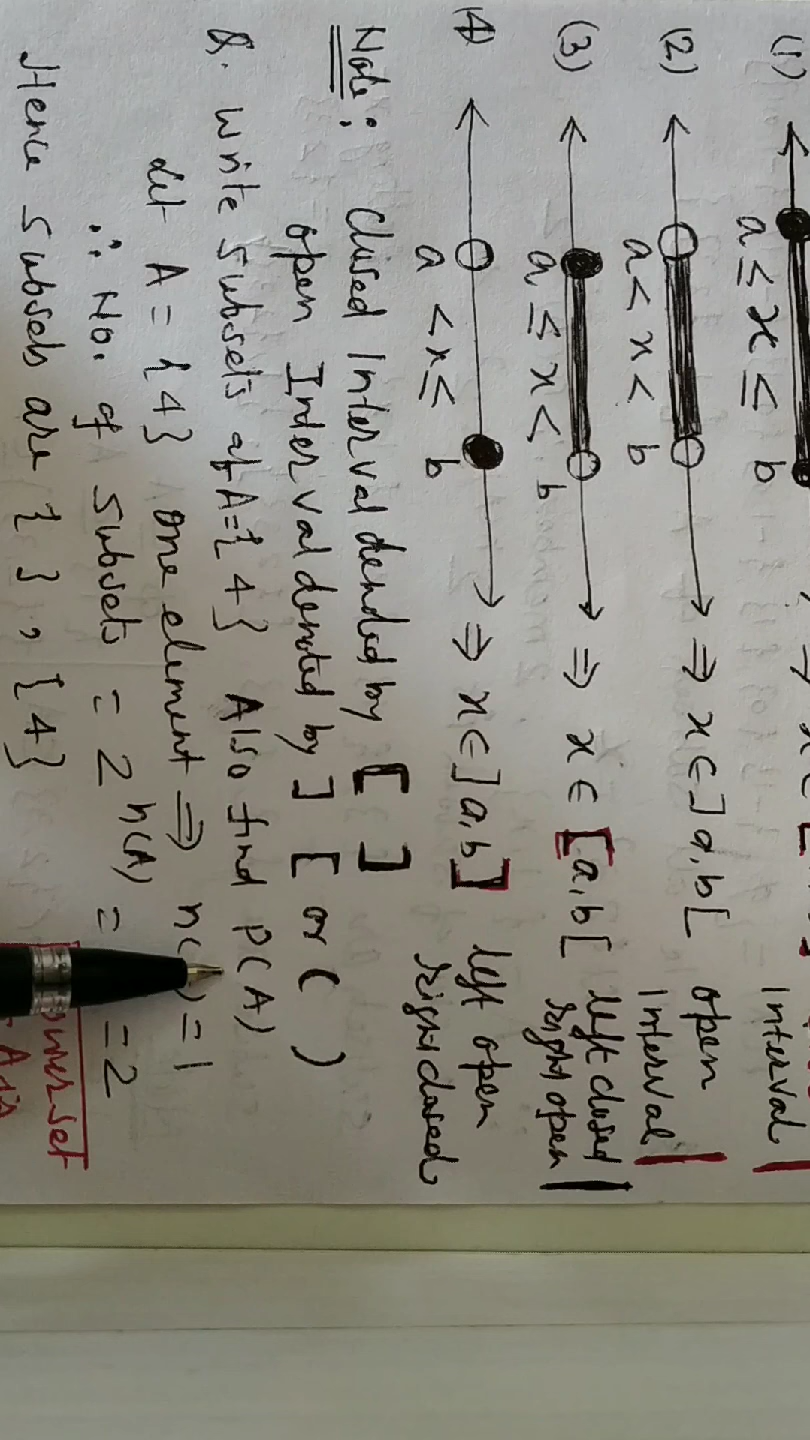 (1) a ≤ x ≤ b
Interval
(2) a < x < b ⇒ x ∈ ]a,b[ open Interval
(3) a ≤ x < b ⇒ x ∈ [a,b[ left closed right open
(4) a < x ≤ b ⇒ x ∈ ]a,b] left open right closed
Note: Closed Interval denoted by [ ]
open Interval denoted by ] [ or ( )
Q. Write Subsets of A={4} Also find P(A)
Let A = {4} One element ⇒ n( ) = 1
∴ No. of Subsets = 2^n(A) = = 2
Hence Subsets are { } , {4}